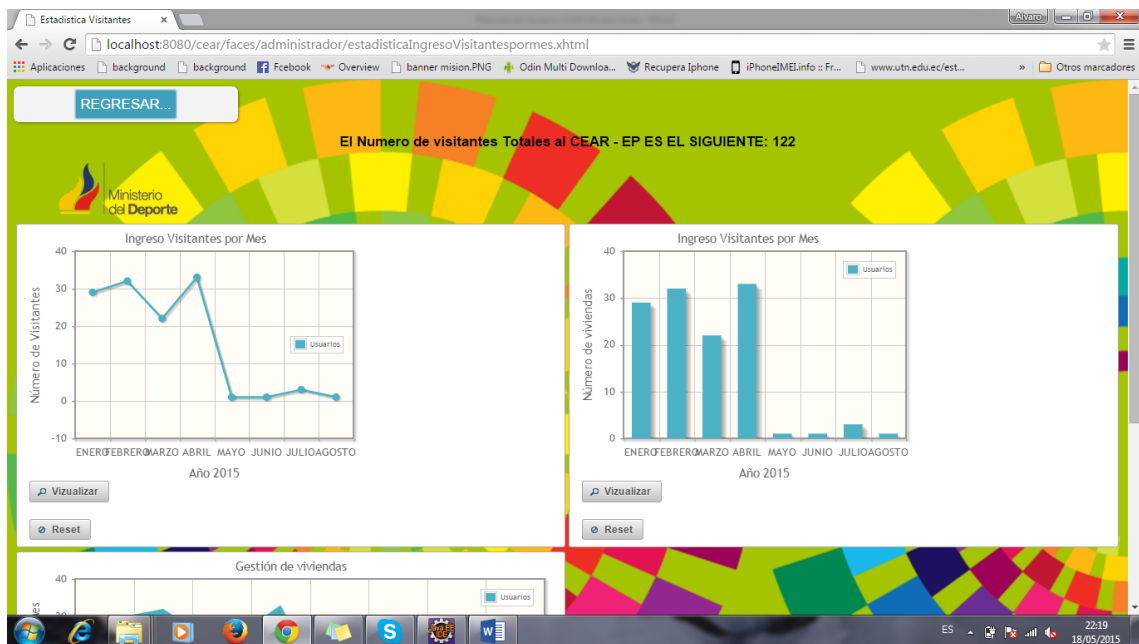 Estadistica Visitantes
Alvaro
localhost:8080/cear/faces/administrador/estadisticaIngresoVisitantespormes.xhtml
Aplicaciones background background Fcebook Overview banner mision.PNG Odin Multi Downloa... Recupera Iphone iPhoneIMEI.info :: Fr... www.utn.edu.ec/est... » Otros marcadores
REGRESAR...
El Numero de visitantes Totales al CEAR - EP ES EL SIGUIENTE: 122
Ministerio
del Deporte
Ingreso Visitantes por Mes
40
30
20
10
0
-10
Número de Visitantes
Usuarios
ENERO FEBRERO MARZO ABRIL MAYO JUNIO JULIO AGOSTO
Año 2015
Vizualizar
Reset
Ingreso Visitantes por Mes
40
30
20
10
0
Número de viviendas
Usuarios
ENERO FEBRERO MARZO ABRIL MAYO JUNIO JULIO AGOSTO
Año 2015
Vizualizar
Reset
Gestión de viviendas
40
Usuarios
ES
22:19
18/05/2015